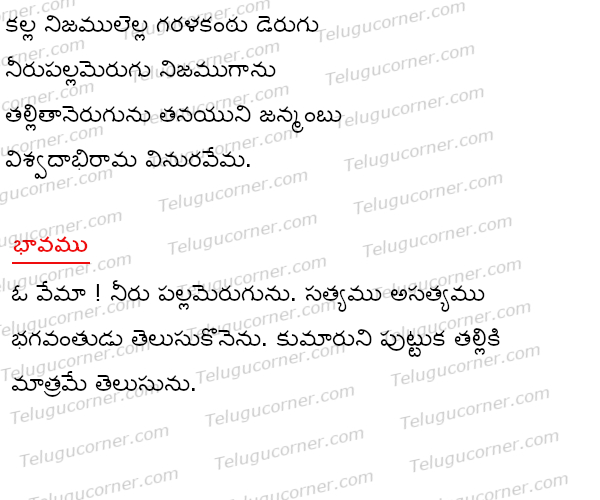 కల్ల నిజములెల్ల గరళకంఠు డెరుగు
నీరుపల్లమెరుగు నిజముగాను
తల్లితానెరుగును తనయుని జన్మంబు
విశ్వదాభిరామ వినురవేమ.
భావము
ఓ వేమా ! నీరు పల్లమెరుగును. సత్యము అసత్యము
భగవంతుడు తెలుసుకొనెను. కుమారుని పుట్టుక తల్లికి
మాత్రమే తెలుసును.
Telugucorner.com